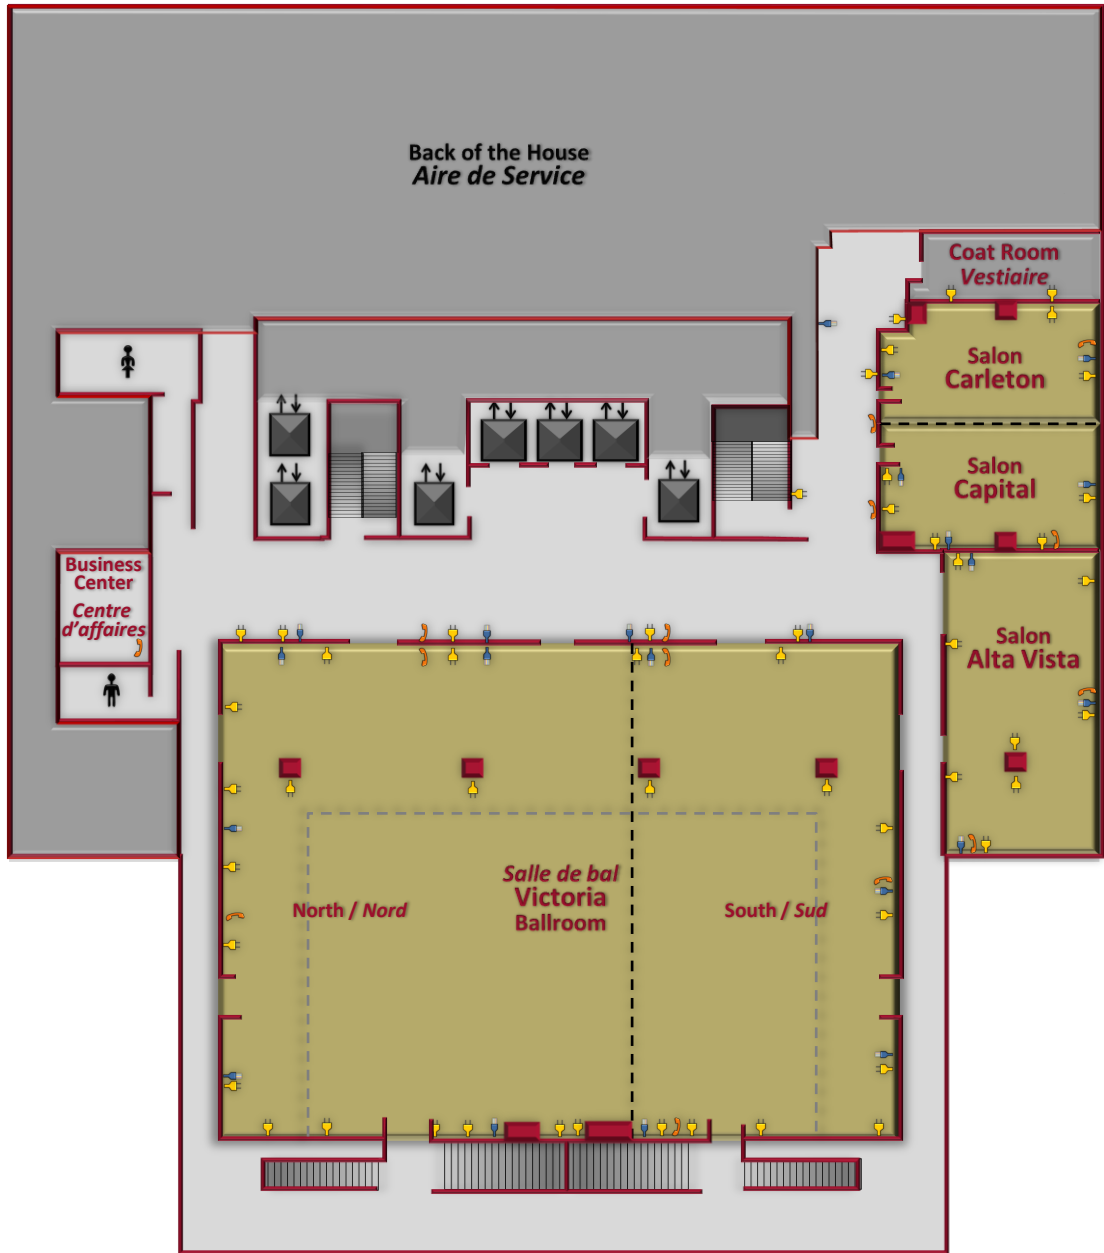 Back of the House
Aire de Service
Coat Room
Vestiaire
Salon
Carleton
Salon
Capital
Business
Center
Centre
d'affaires
Salon
Alta Vista
Salle de bal
Victoria
Ballroom
North / Nord
South / Sud